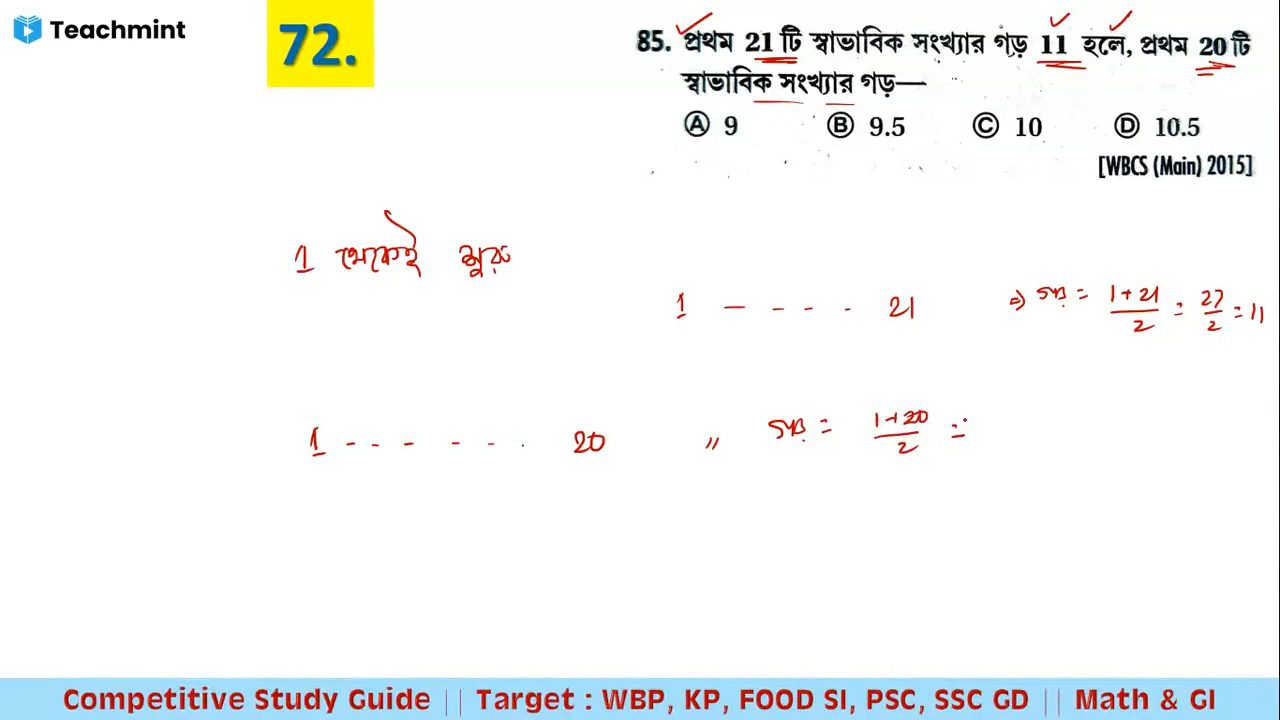 Teachmint
72.
85. প্রথম 21 টি স্বাভাবিক সংখ্যার গড় 11 হলে, প্রথম 20 টি
স্বাভাবিক সংখ্যার গড়—
Ⓐ 9 Ⓑ 9.5 Ⓒ 10 Ⓓ 10.5
[WBCS (Main) 2015]
1 থেকেই শুরু
1 — - - - 21 ⇒ গড় = 1+21/2 = 22/2 = 11
1 - - - - - . 20 " গড় = 1+20/2 =
Competitive Study Guide || Target : WBP, KP, FOOD SI, PSC, SSC GD || Math & GI